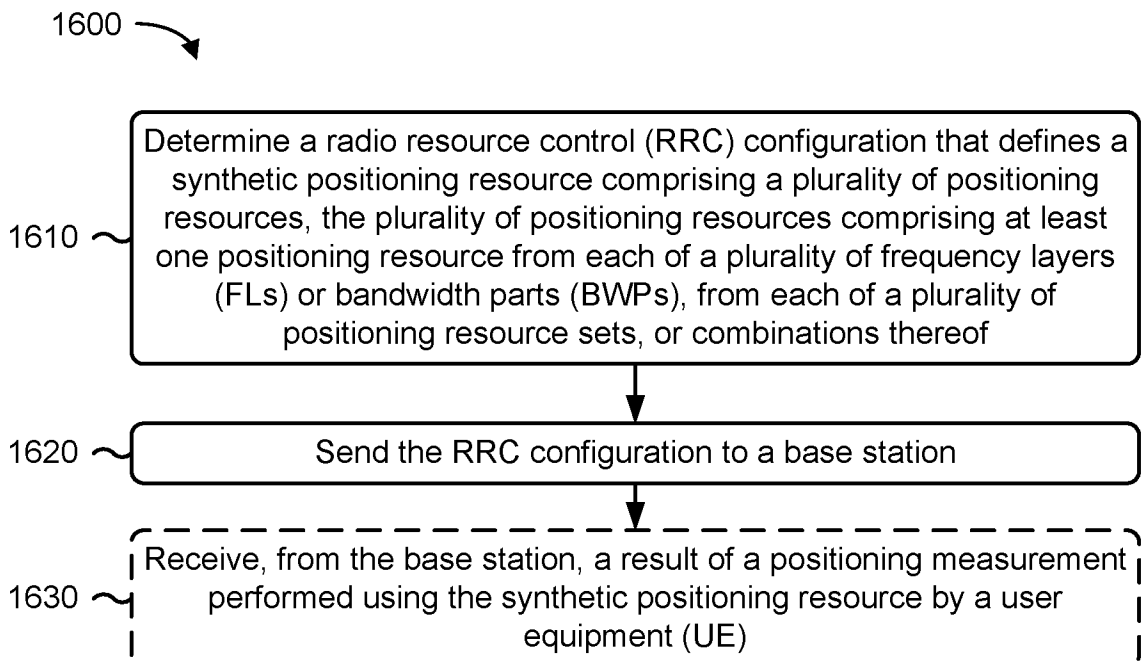 1600
Determine a radio resource control (RRC) configuration that defines a
synthetic positioning resource comprising a plurality of positioning
resources, the plurality of positioning resources comprising at least
1610
one positioning resource from each of a plurality of frequency layers
(FLs) or bandwidth parts (BWPs), from each of a plurality of
positioning resource sets, or combinations thereof
1620
Send the RRC configuration to a base station
Receive, from the base station, a result of a positioning measurement
1630
performed using the synthetic positioning resource by a user
equipment (UE)